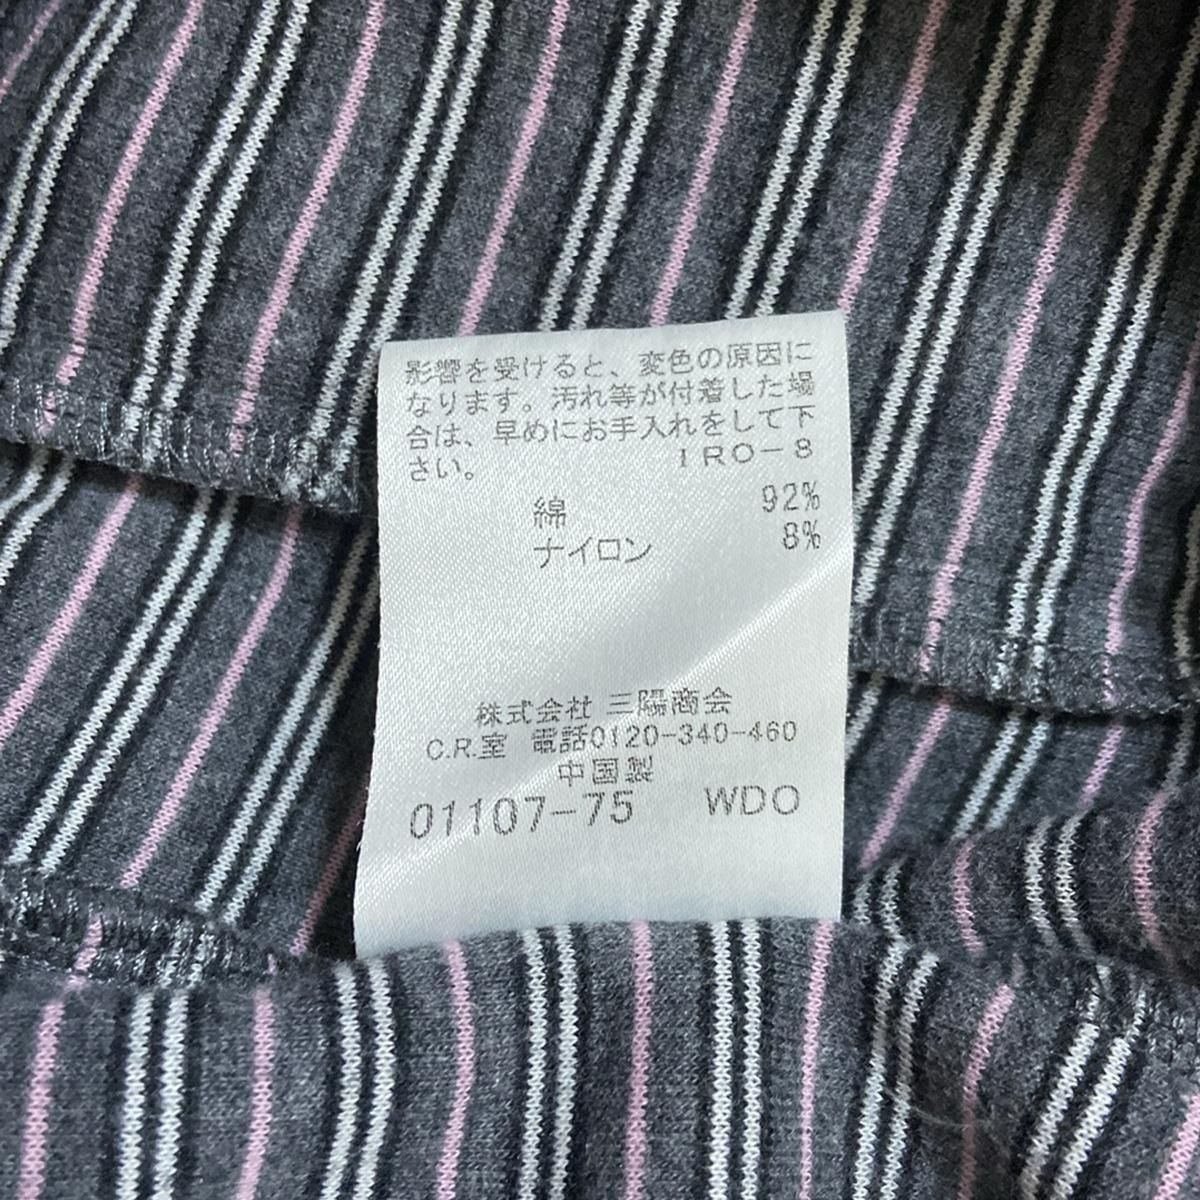 影響を受けると、変色の原因に
なります。汚れ等が付着した場
合は、早めにお手入れをして下
さい。 IRO-8
綿 92%
ナイロン 8%
株式会社 三陽商会
C.R.室 電話0120-340-460
中国製
01107-75 WDO